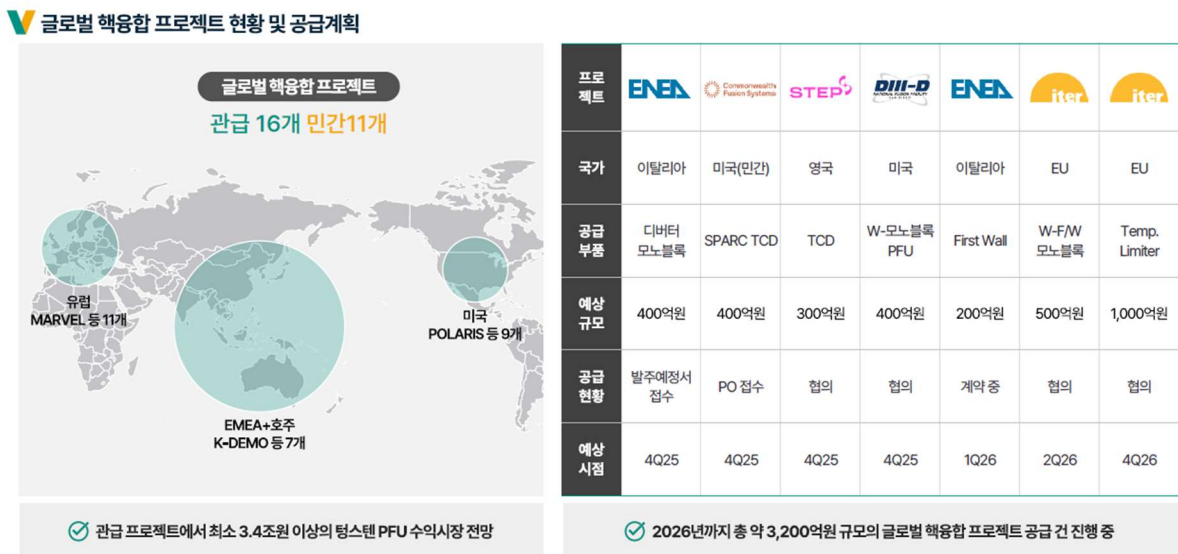 글로벌 핵융합 프로젝트 현황 및 공급계획
글로벌 핵융합 프로젝트
관급 16개 민간11개
유럽
MARVEL 등 11개
미국
POLARIS 등 9개
EMEA+호주
K-DEMO 등 7개
관급 프로젝트에서 최소 3.4조원 이상의 텅스텐 PFU 수익시장 전망
프로
젝트
ENEA
Commonwealth
Fusion Systems
STEP
DIII-D
NATIONAL FUSION FACILITY
SAN DIEGO
ENEA
iter
iter
국가
이탈리아
미국(민간)
영국
미국
이탈리아
EU
EU
공급
부품
디버터
모노블록
SPARC TCD
TCD
W-모노블록
PFU
First Wall
W-F/W
모노블록
Temp.
Limiter
예상
규모
400억원
400억원
300억원
400억원
200억원
500억원
1,000억원
공급
현황
발주예정서
접수
PO 접수
협의
협의
계약 중
협의
협의
예상
시점
4Q25
4Q25
4Q25
4Q25
1Q26
2Q26
4Q26
2026년까지 총 약 3,200억원 규모의 글로벌 핵융합 프로젝트 공급 건 진행 중